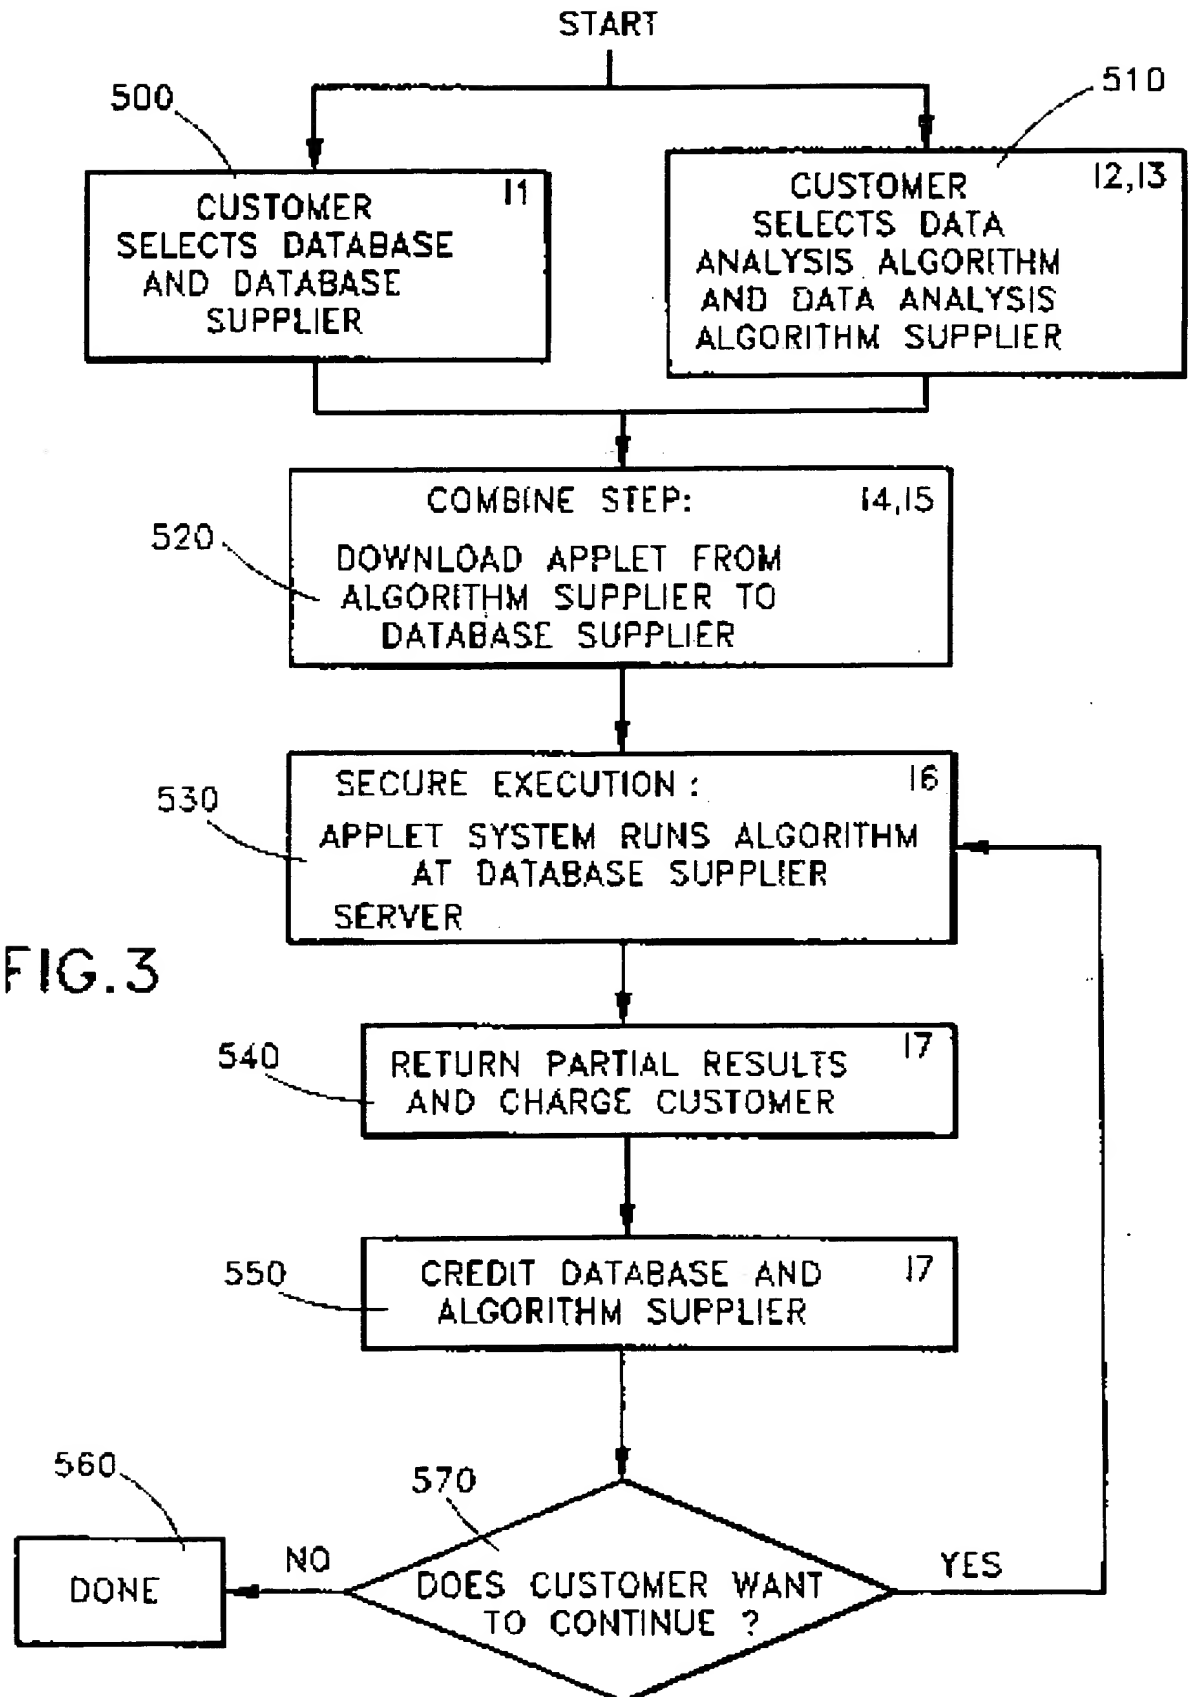 START
500
510
11
CUSTOMER
SELECTS DATABASE
AND DATABASE
SUPPLIER
12,13
CUSTOMER
SELECTS DATA
ANALYSIS ALGORITHM
AND DATA ANALYSIS
ALGORITHM SUPPLIER
520
COMBINE STEP:
14,15
DOWNLOAD APPLET FROM
ALGORITHM SUPPLIER TO
DATABASE SUPPLIER
530
SECURE EXECUTION :
16
APPLET SYSTEM RUNS ALGORITHM
AT DATABASE SUPPLIER
SERVER
FIG.3
540
17
RETURN PARTIAL RESULTS
AND CHARGE CUSTOMER
550
17
CREDIT DATABASE AND
ALGORITHM SUPPLIER
560
570
DONE
NO
DOES CUSTOMER WANT
TO CONTINUE ?
YES